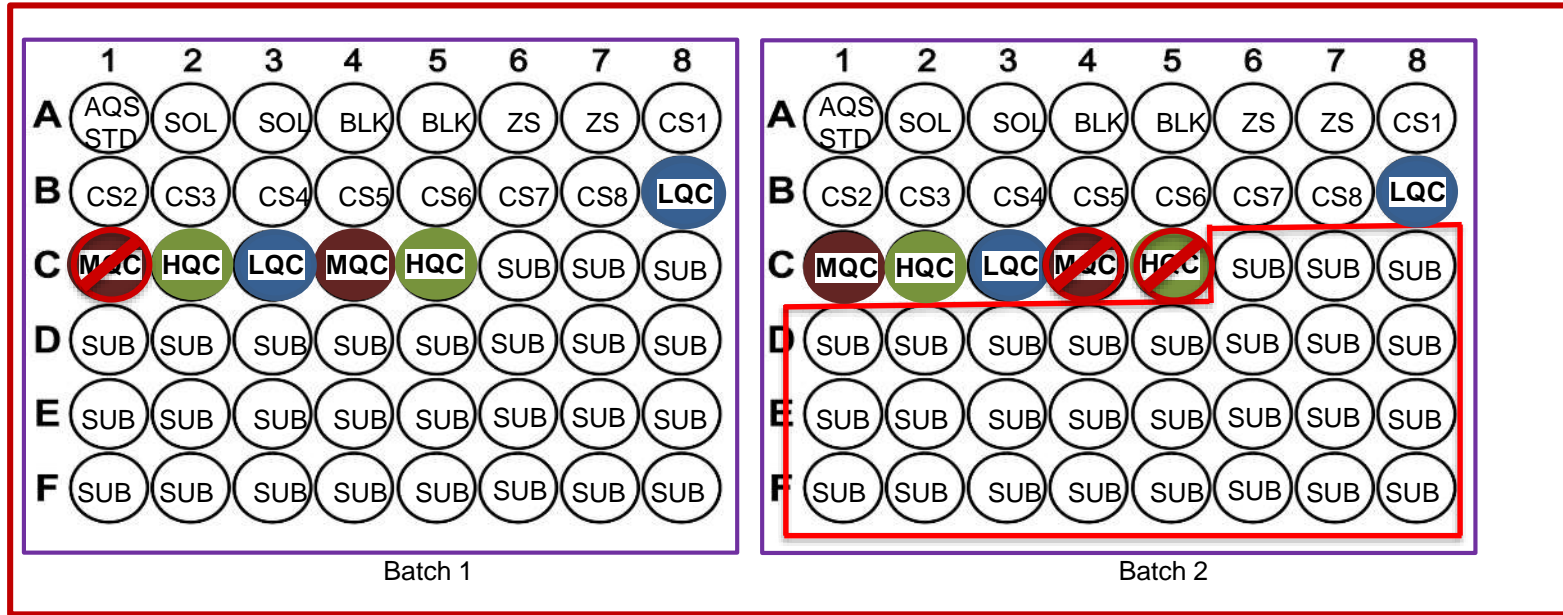 1 2 3 4 5 6 7 8
A AQS STD SOL SOL BLK BLK ZS ZS CS1
B CS2 CS3 CS4 CS5 CS6 CS7 CS8 LQC
C MQC HQC LQC MQC HQC SUB SUB SUB
D SUB SUB SUB SUB SUB SUB SUB SUB
E SUB SUB SUB SUB SUB SUB SUB SUB
F SUB SUB SUB SUB SUB SUB SUB SUB
Batch 1
1 2 3 4 5 6 7 8
A AQS STD SOL SOL BLK BLK ZS ZS CS1
B CS2 CS3 CS4 CS5 CS6 CS7 CS8 LQC
C MQC HQC LQC MQC HQC SUB SUB SUB
D SUB SUB SUB SUB SUB SUB SUB SUB
E SUB SUB SUB SUB SUB SUB SUB SUB
F SUB SUB SUB SUB SUB SUB SUB SUB
Batch 2